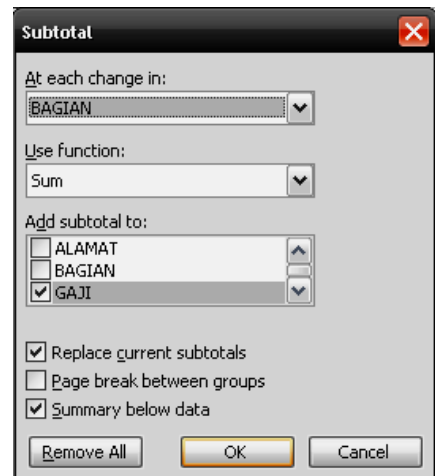 Subtotal
At each change in:
BAGIAN
Use function:
Sum
Add subtotal to:
ALAMAT
BAGIAN
GAJI
Replace current subtotals
Page break between groups
Summary below data
Remove All OK Cancel